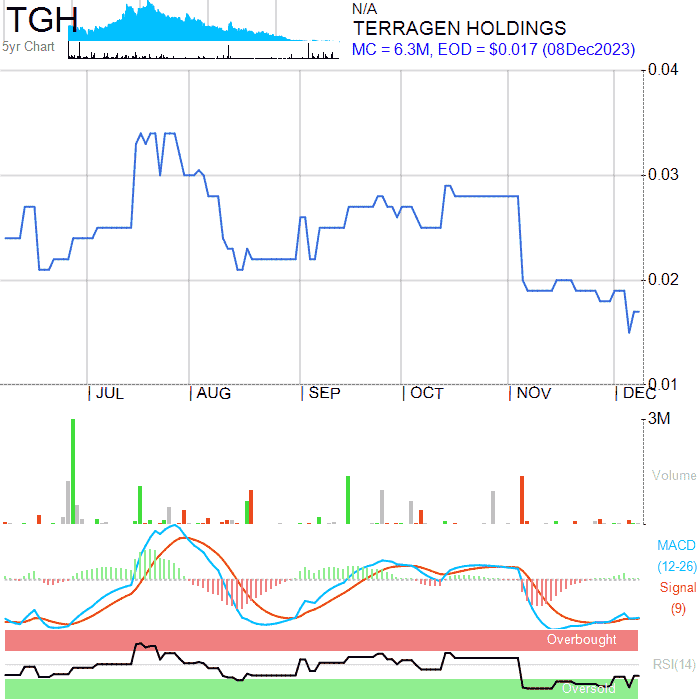 TGH
5yr Chart
N/A
TERRAGEN HOLDINGS
MC = 6.3M, EOD = $0.017 (08Dec2023)
0.04
0.03
0.02
0.01
JUL AUG SEP OCT NOV DEC
3M
Volume
MACD
(12-26)
Signal
(9)
Overbought
RSI(14)
Oversold